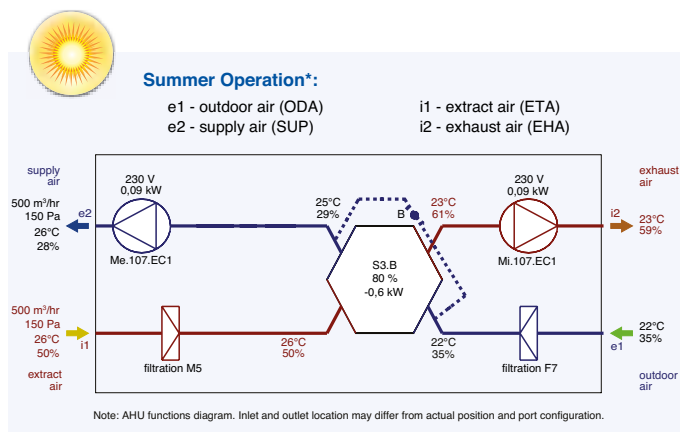 Summer Operation*:
e1 - outdoor air (ODA)
i1 - extract air (ETA)
e2 - supply air (SUP)
i2 - exhaust air (EHA)
supply
air
500 m³/hr
150 Pa
26°C
28%
e2
230 V
0,09 kW
Me.107.EC1
25°C
29%
B
23°C
61%
230 V
0,09 kW
Mi.107.EC1
exhaust
air
i2
23°C
59%
S3.B
80 %
-0,6 kW
500 m³/hr
150 Pa
26°C
50%
i1
extract
air
filtration M5
26°C
50%
22°C
35%
filtration F7
22°C
35%
e1
outdoor
air
Note: AHU functions diagram. Inlet and outlet location may differ from actual position and port configuration.